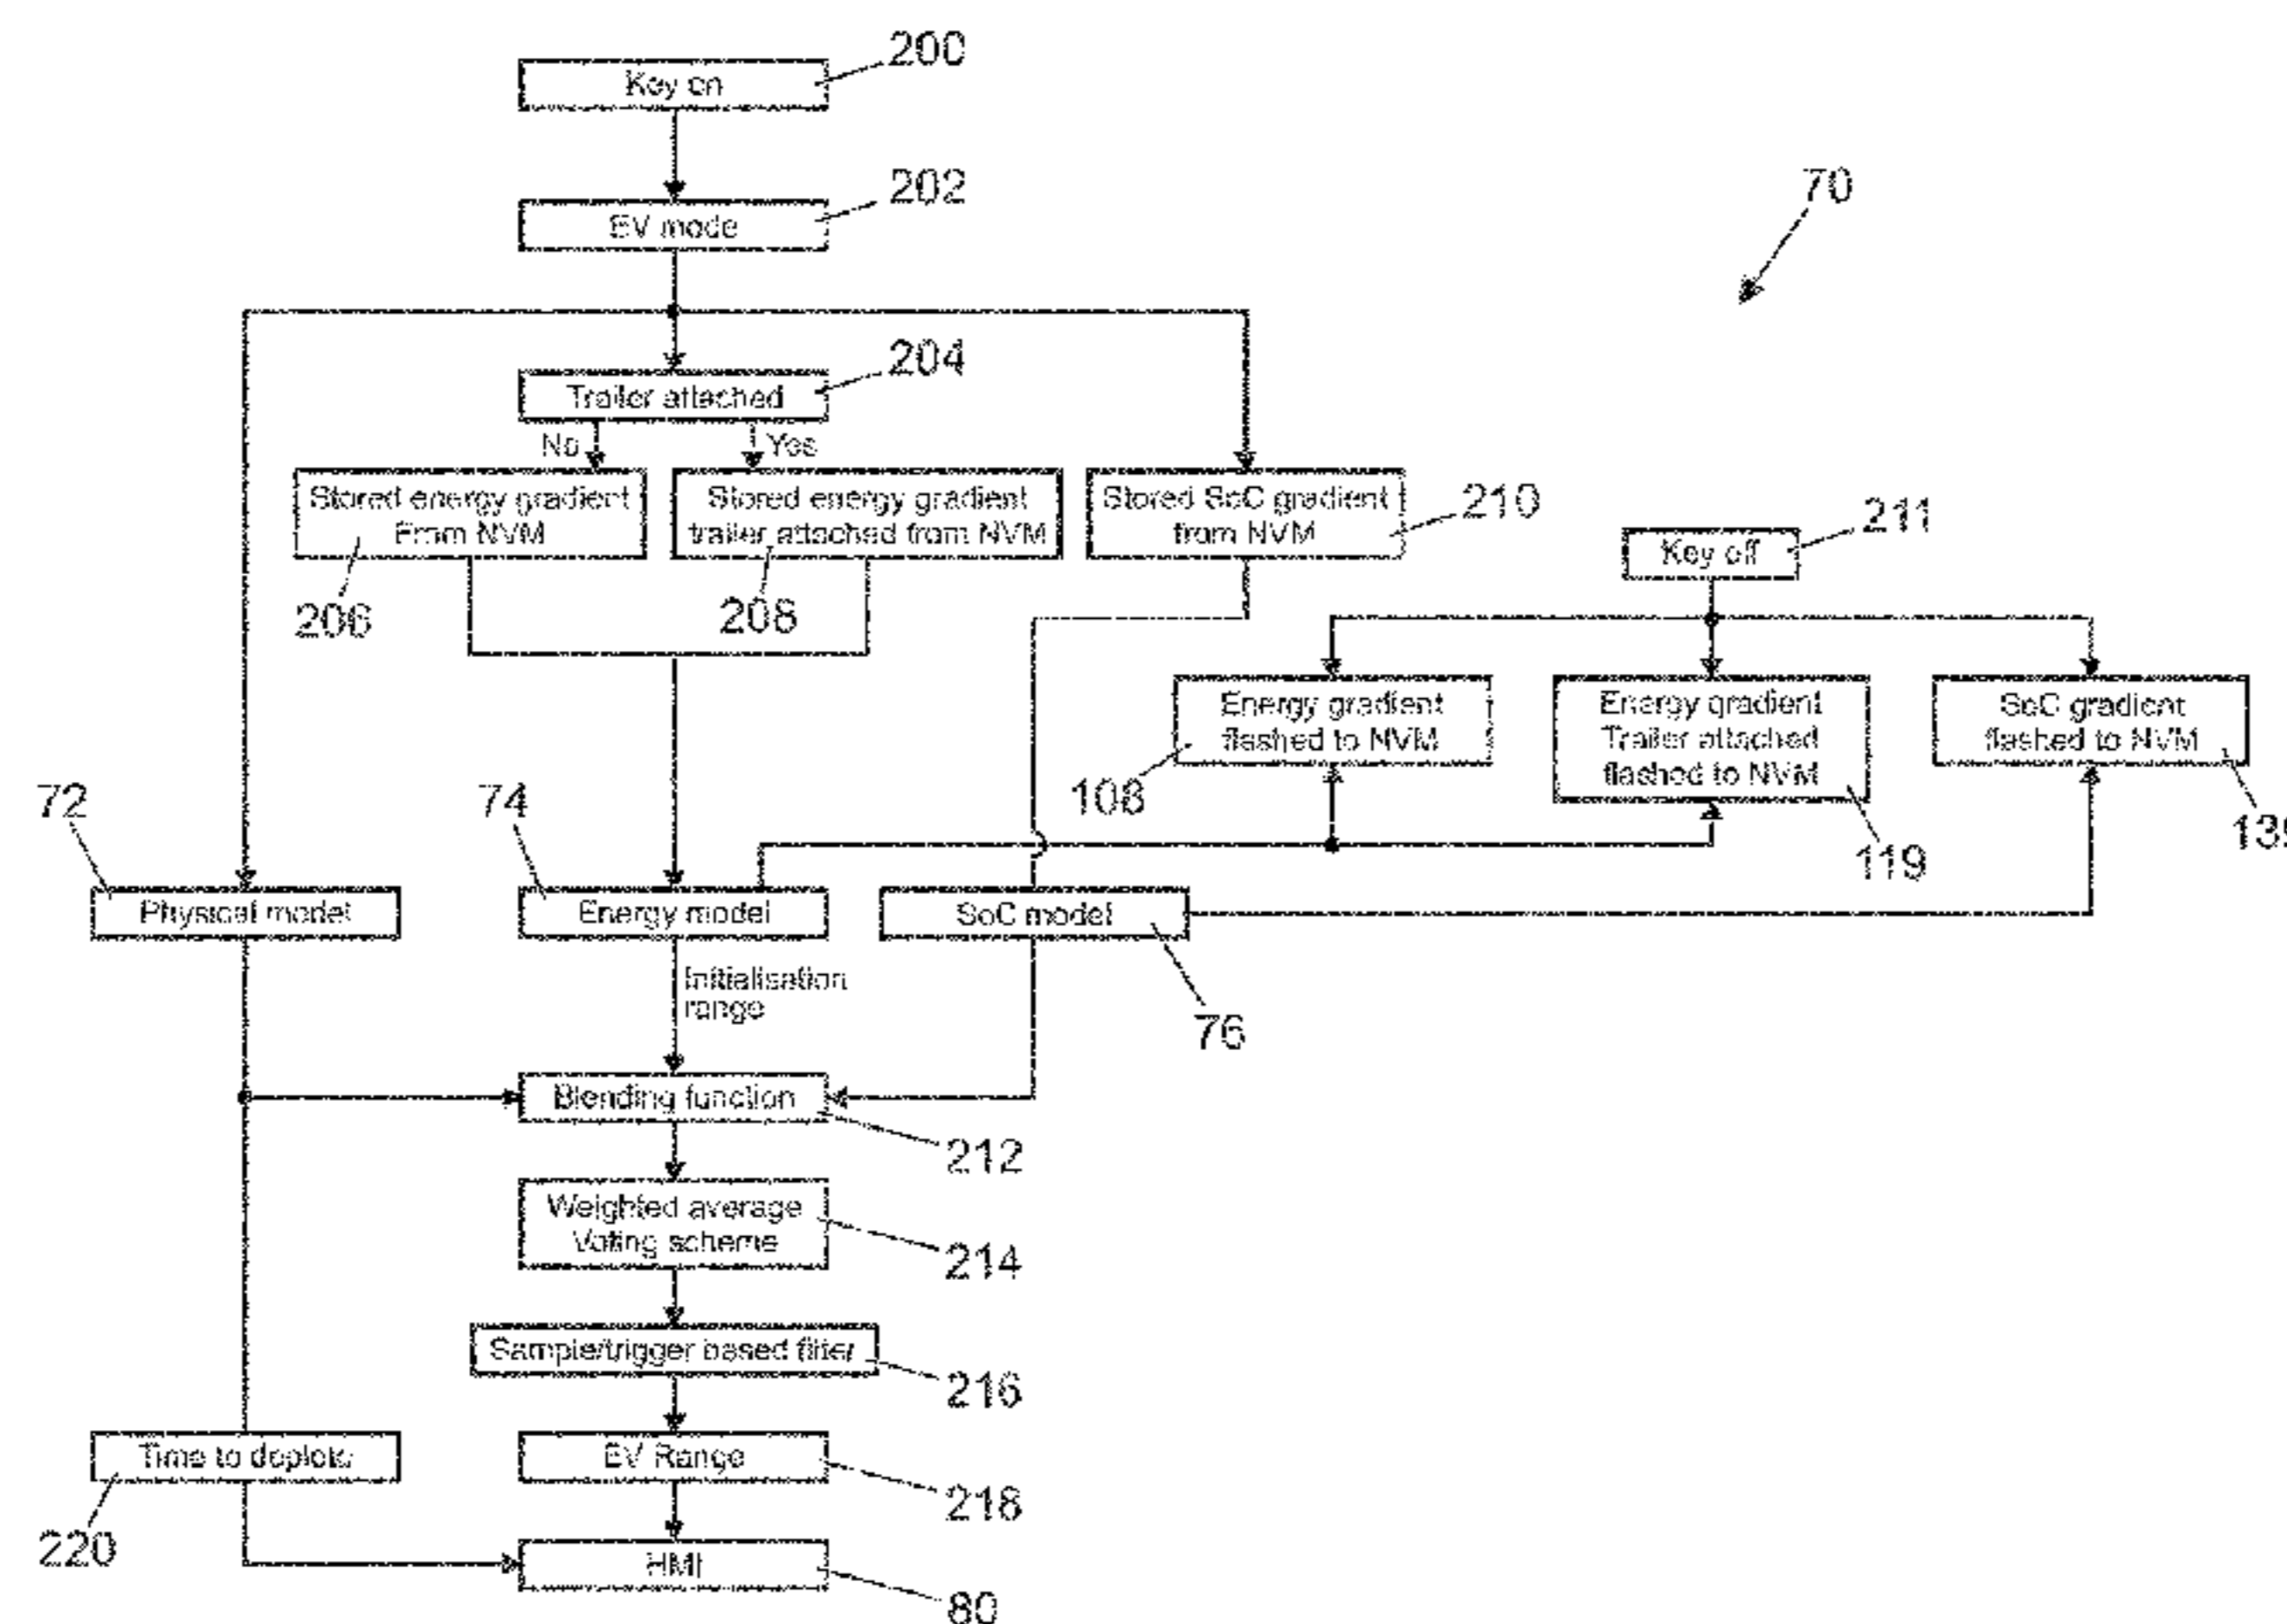 Key on
200
EV mode
202
70
Trailer attached
204
No
Yes
Stored energy gradient
From NVM
206
Stored energy gradient
trailer attached from NVM
208
Stored SoC gradient
from NVM
210
Key off
211
Energy gradient
flashed to NVM
108
Energy gradient
Trailer attached
flashed to NVM
119
SoC gradient
flashed to NVM
72
Physical model
74
Energy model
SoC model
76
Initialisation
range
Blending function
212
Weighted average
Voting scheme
214
Sample/trigger based filter
216
Time to deplete
220
EV Range
218
HMI
80